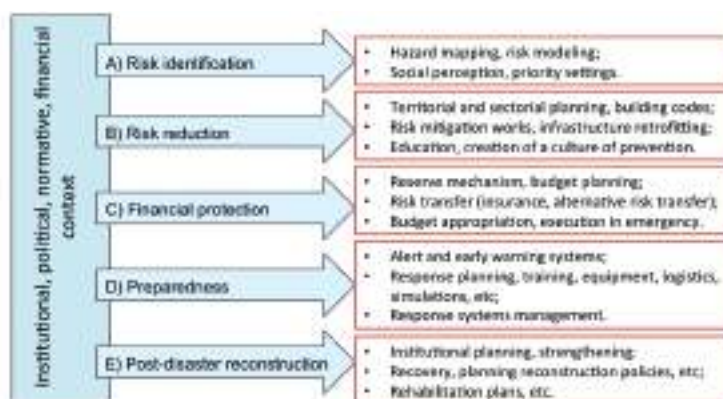 Institutional, political, normative, financial
context
A) Risk identification
• Hazard mapping, risk modeling;
• Social perception, priority settings.
B) Risk reduction
• Territorial and sectorial planning, building codes;
• Risk mitigation works, infrastructure retrofitting;
• Education, creation of a culture of prevention.
C) Financial protection
• Reserve mechanism, budget planning;
• Risk transfer (insurance, alternative risk transfer);
• Budget appropriation, execution in emergency.
D) Preparedness
• Alert and early warning systems;
• Response planning, training, equipment, logistics,
simulations, etc;
• Response systems management.
E) Post-disaster reconstruction
• Institutional planning, strengthening;
• Recovery, planning reconstruction policies, etc;
• Rehabilitation plans, etc.